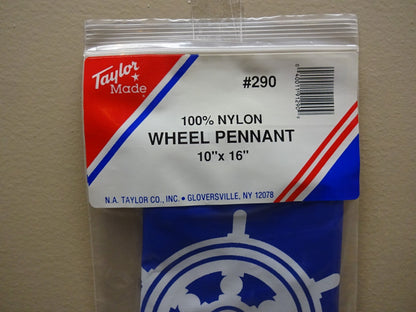 Taylor
Made
#290
100% NYLON
WHEEL PENNANT
10"x 16"
N.A. TAYLOR CO., INC. • GLOVERSVILLE, NY 12078